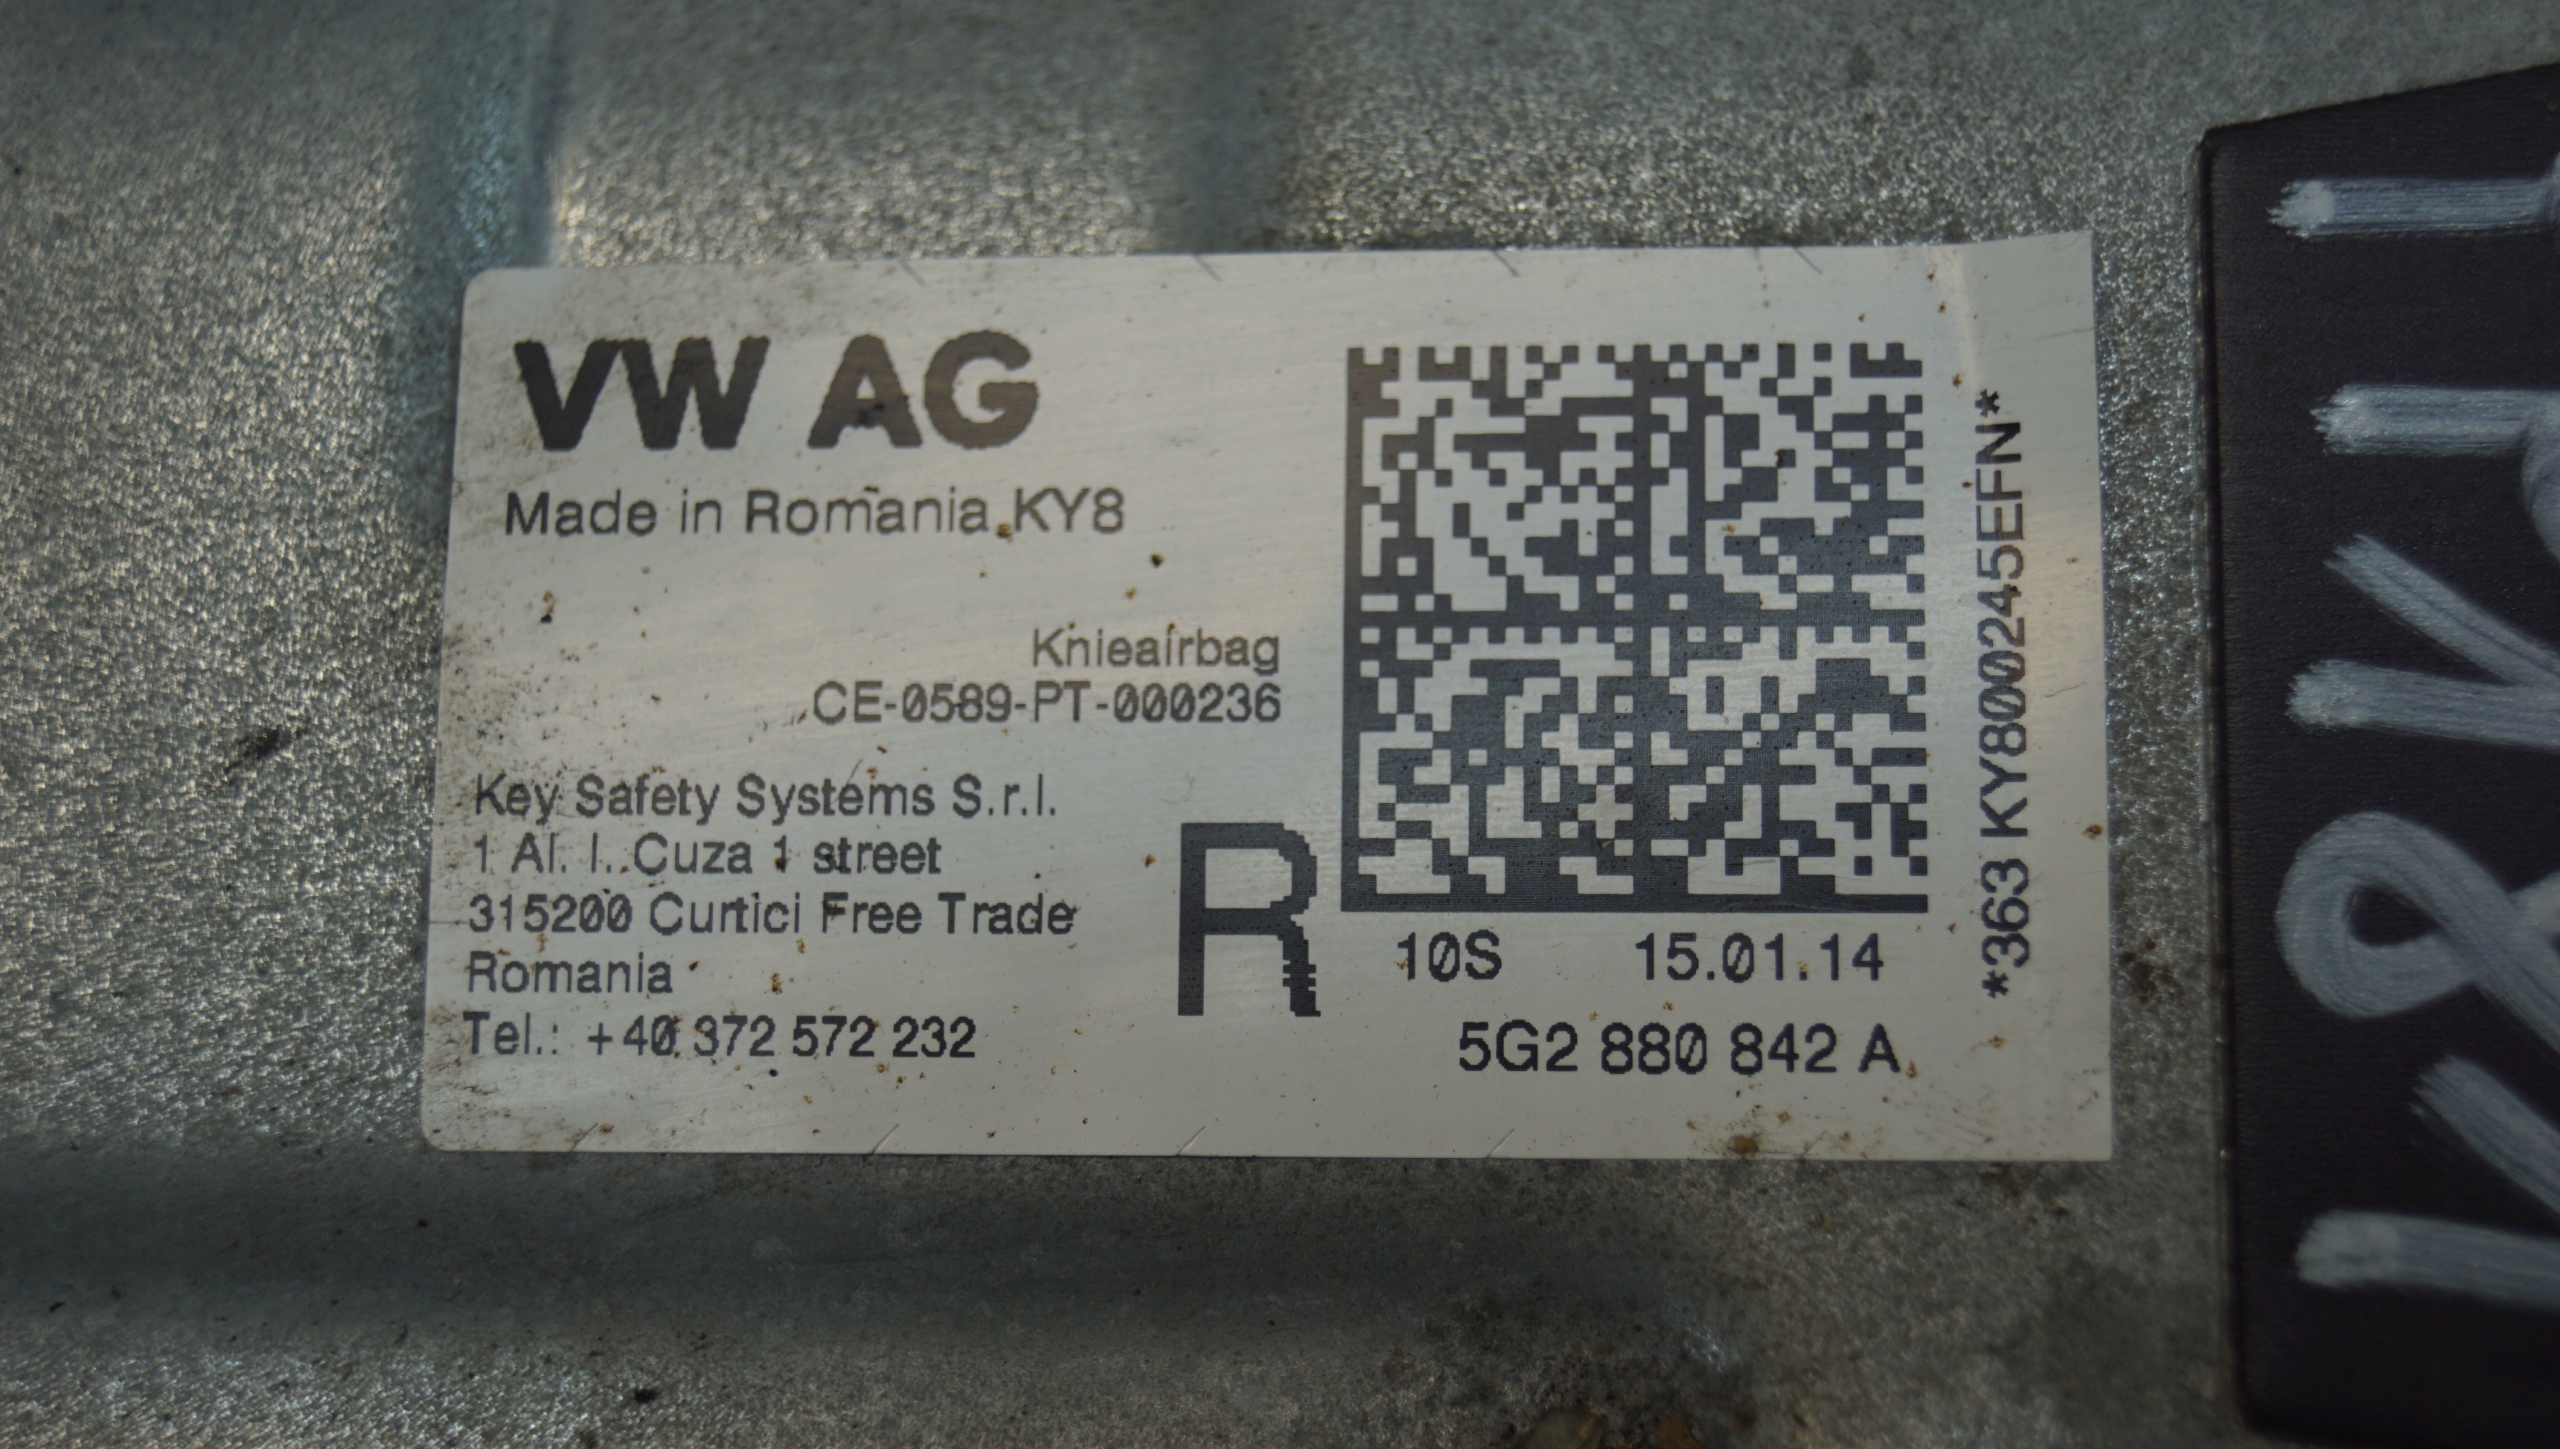 VW AG
Made in Romania KY8
Knieairbag
CE-0589-PT-000236
Key Safety Systems S.r.l.
1 Al. I. Cuza 1 street
315200 Curtici Free Trade
Romania
Tel.: +40 372 572 232
R
10S 15.01.14
5G2 880 842 A
*363 KY800245EFN*